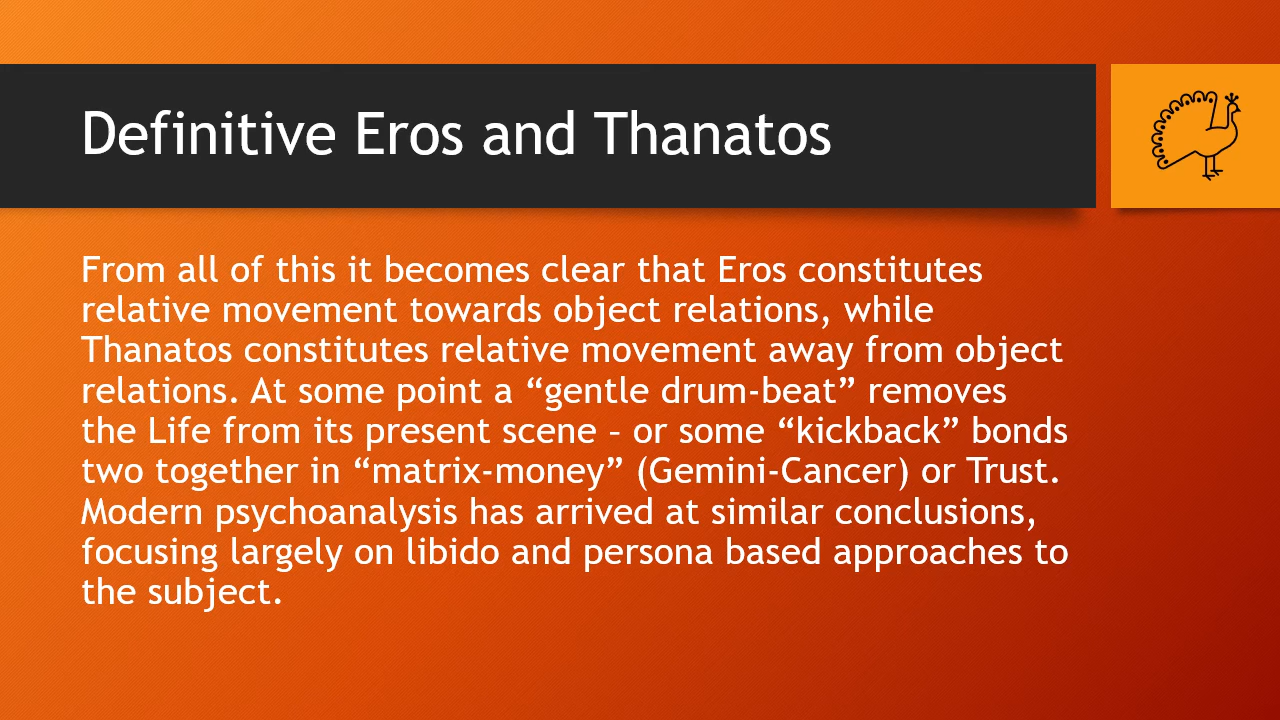 Definitive Eros and Thanatos
From all of this it becomes clear that Eros constitutes
relative movement towards object relations, while
Thanatos constitutes relative movement away from object
relations. At some point a “gentle drum-beat” removes
the Life from its present scene – or some “kickback” bonds
two together in “matrix-money” (Gemini-Cancer) or Trust.
Modern psychoanalysis has arrived at similar conclusions,
focusing largely on libido and persona based approaches to
the subject.